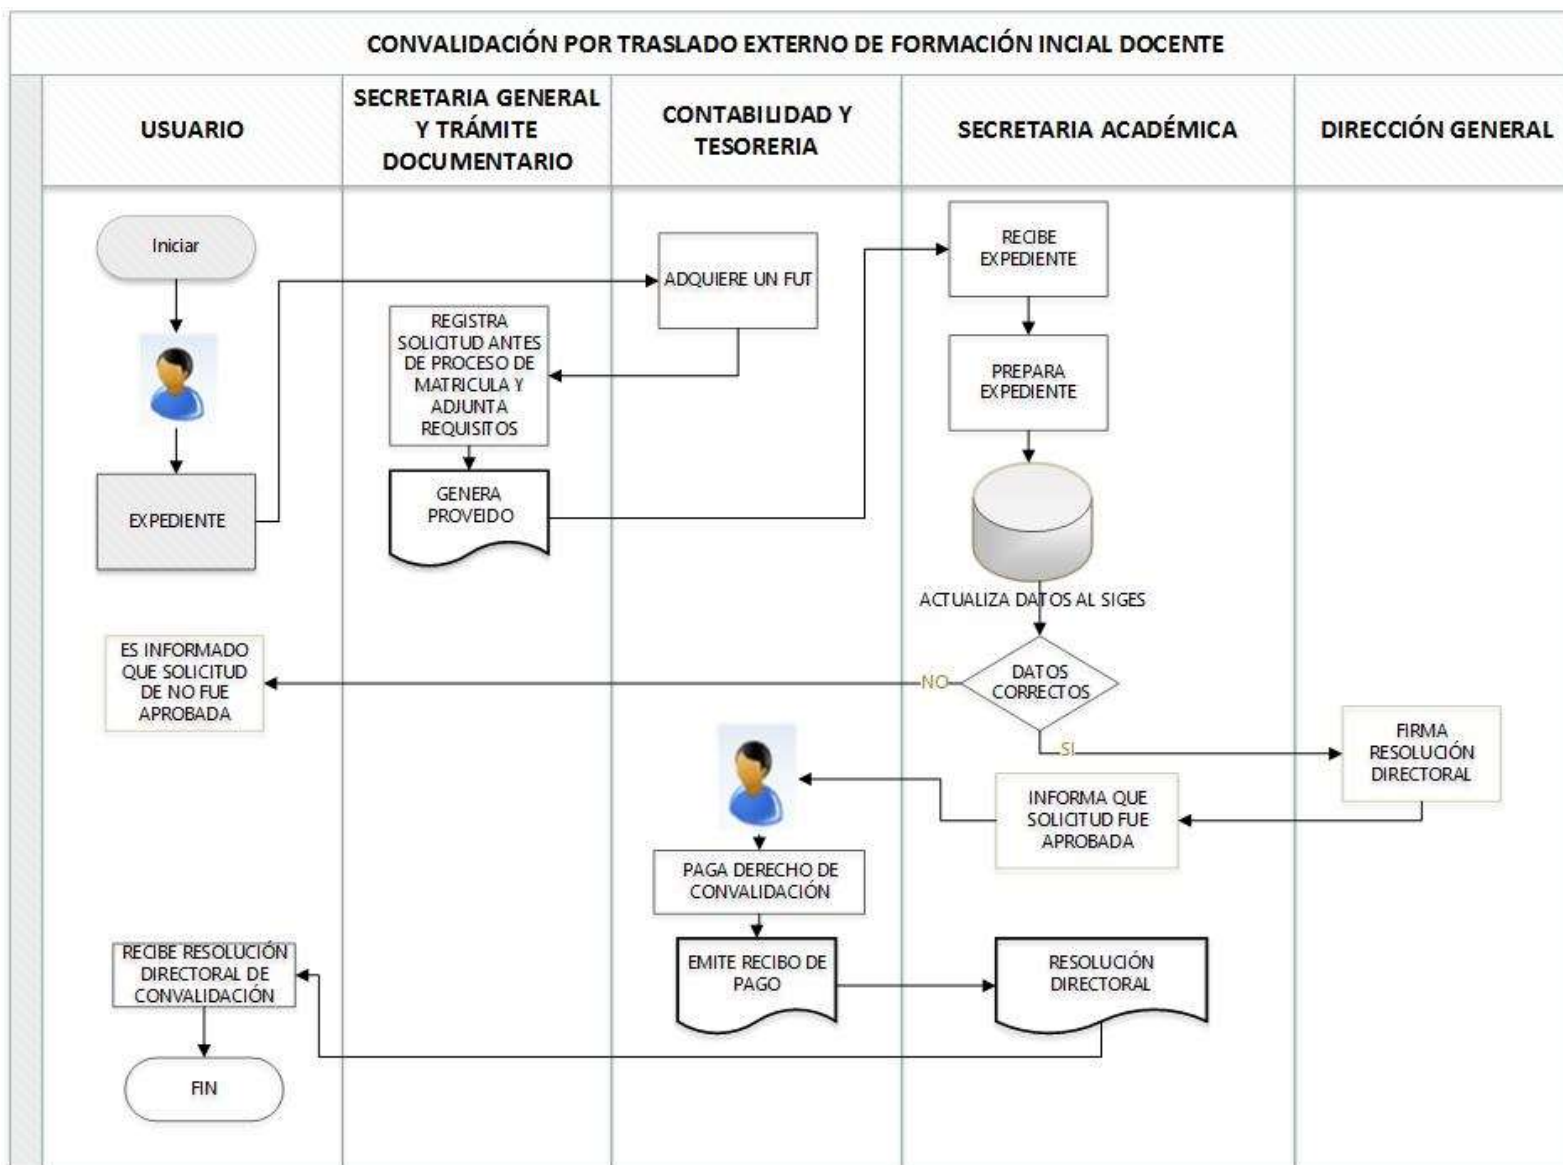 CONVALIDACIÓN POR TRASLADO EXTERNO DE FORMACIÓN INCIAL DOCENTE
USUARIO
SECRETARIA GENERAL
Y TRÁMITE
DOCUMENTARIO
CONTABILIDAD Y
TESORERIA
SECRETARIA ACADÉMICA
DIRECCIÓN GENERAL
Iniciar
EXPEDIENTE
ADQUIERE UN FUT
REGISTRA
SOLICITUD ANTES
DE PROCESO DE
MATRICULA Y
ADJUNTA
REQUISITOS
GENERA
PROVEIDO
RECIBE
EXPEDIENTE
PREPARA
EXPEDIENTE
ACTUALIZA DATOS AL SIGES
DATOS
CORRECTOS
NO
ES INFORMADO
QUE SOLICITUD
DE NO FUE
APROBADA
SI
FIRMA
RESOLUCIÓN
DIRECTORAL
INFORMA QUE
SOLICITUD FUE
APROBADA
PAGA DERECHO DE
CONVALIDACIÓN
EMITE RECIBO DE
PAGO
RESOLUCIÓN
DIRECTORAL
RECIBE RESOLUCIÓN
DIRECTORAL DE
CONVALIDACIÓN
FIN